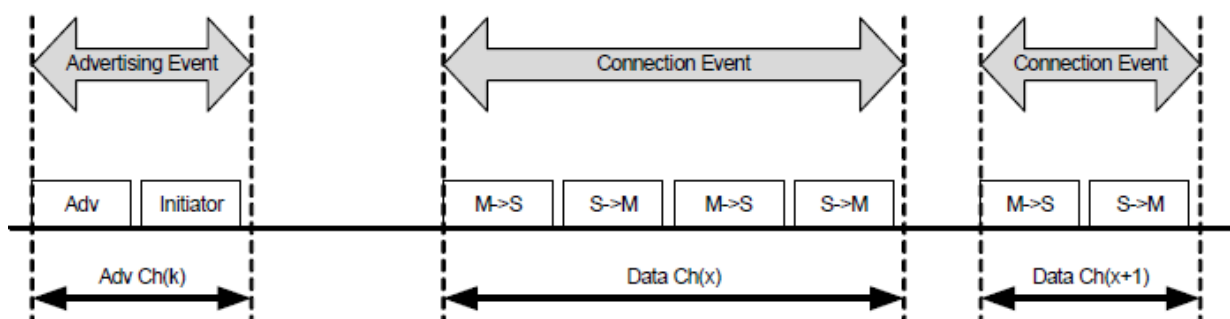 Advertising Event
Connection Event
Connection Event
Adv
Initiator
M->S
S->M
M->S
S->M
M->S
S->M
Adv Ch(k)
Data Ch(x)
Data Ch(x+1)